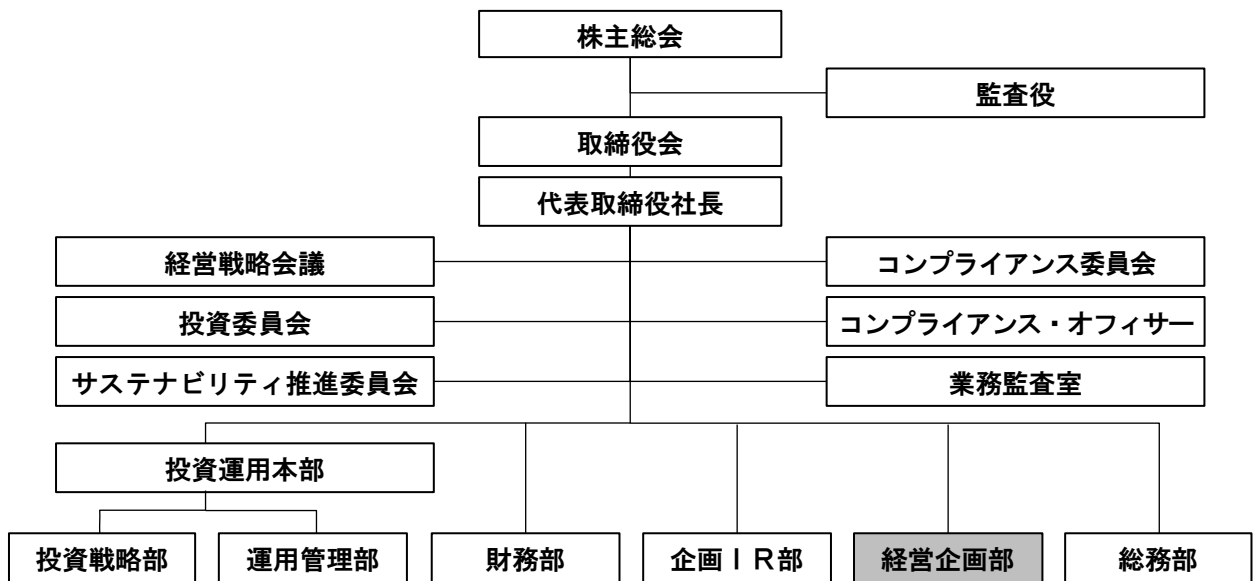 株主総会
監査役
取締役会
代表取締役社長
経営戦略会議
コンプライアンス委員会
投資委員会
コンプライアンス・オフィサー
サステナビリティ推進委員会
業務監査室
投資運用本部
投資戦略部
運用管理部
財務部
企画ＩＲ部
経営企画部
総務部